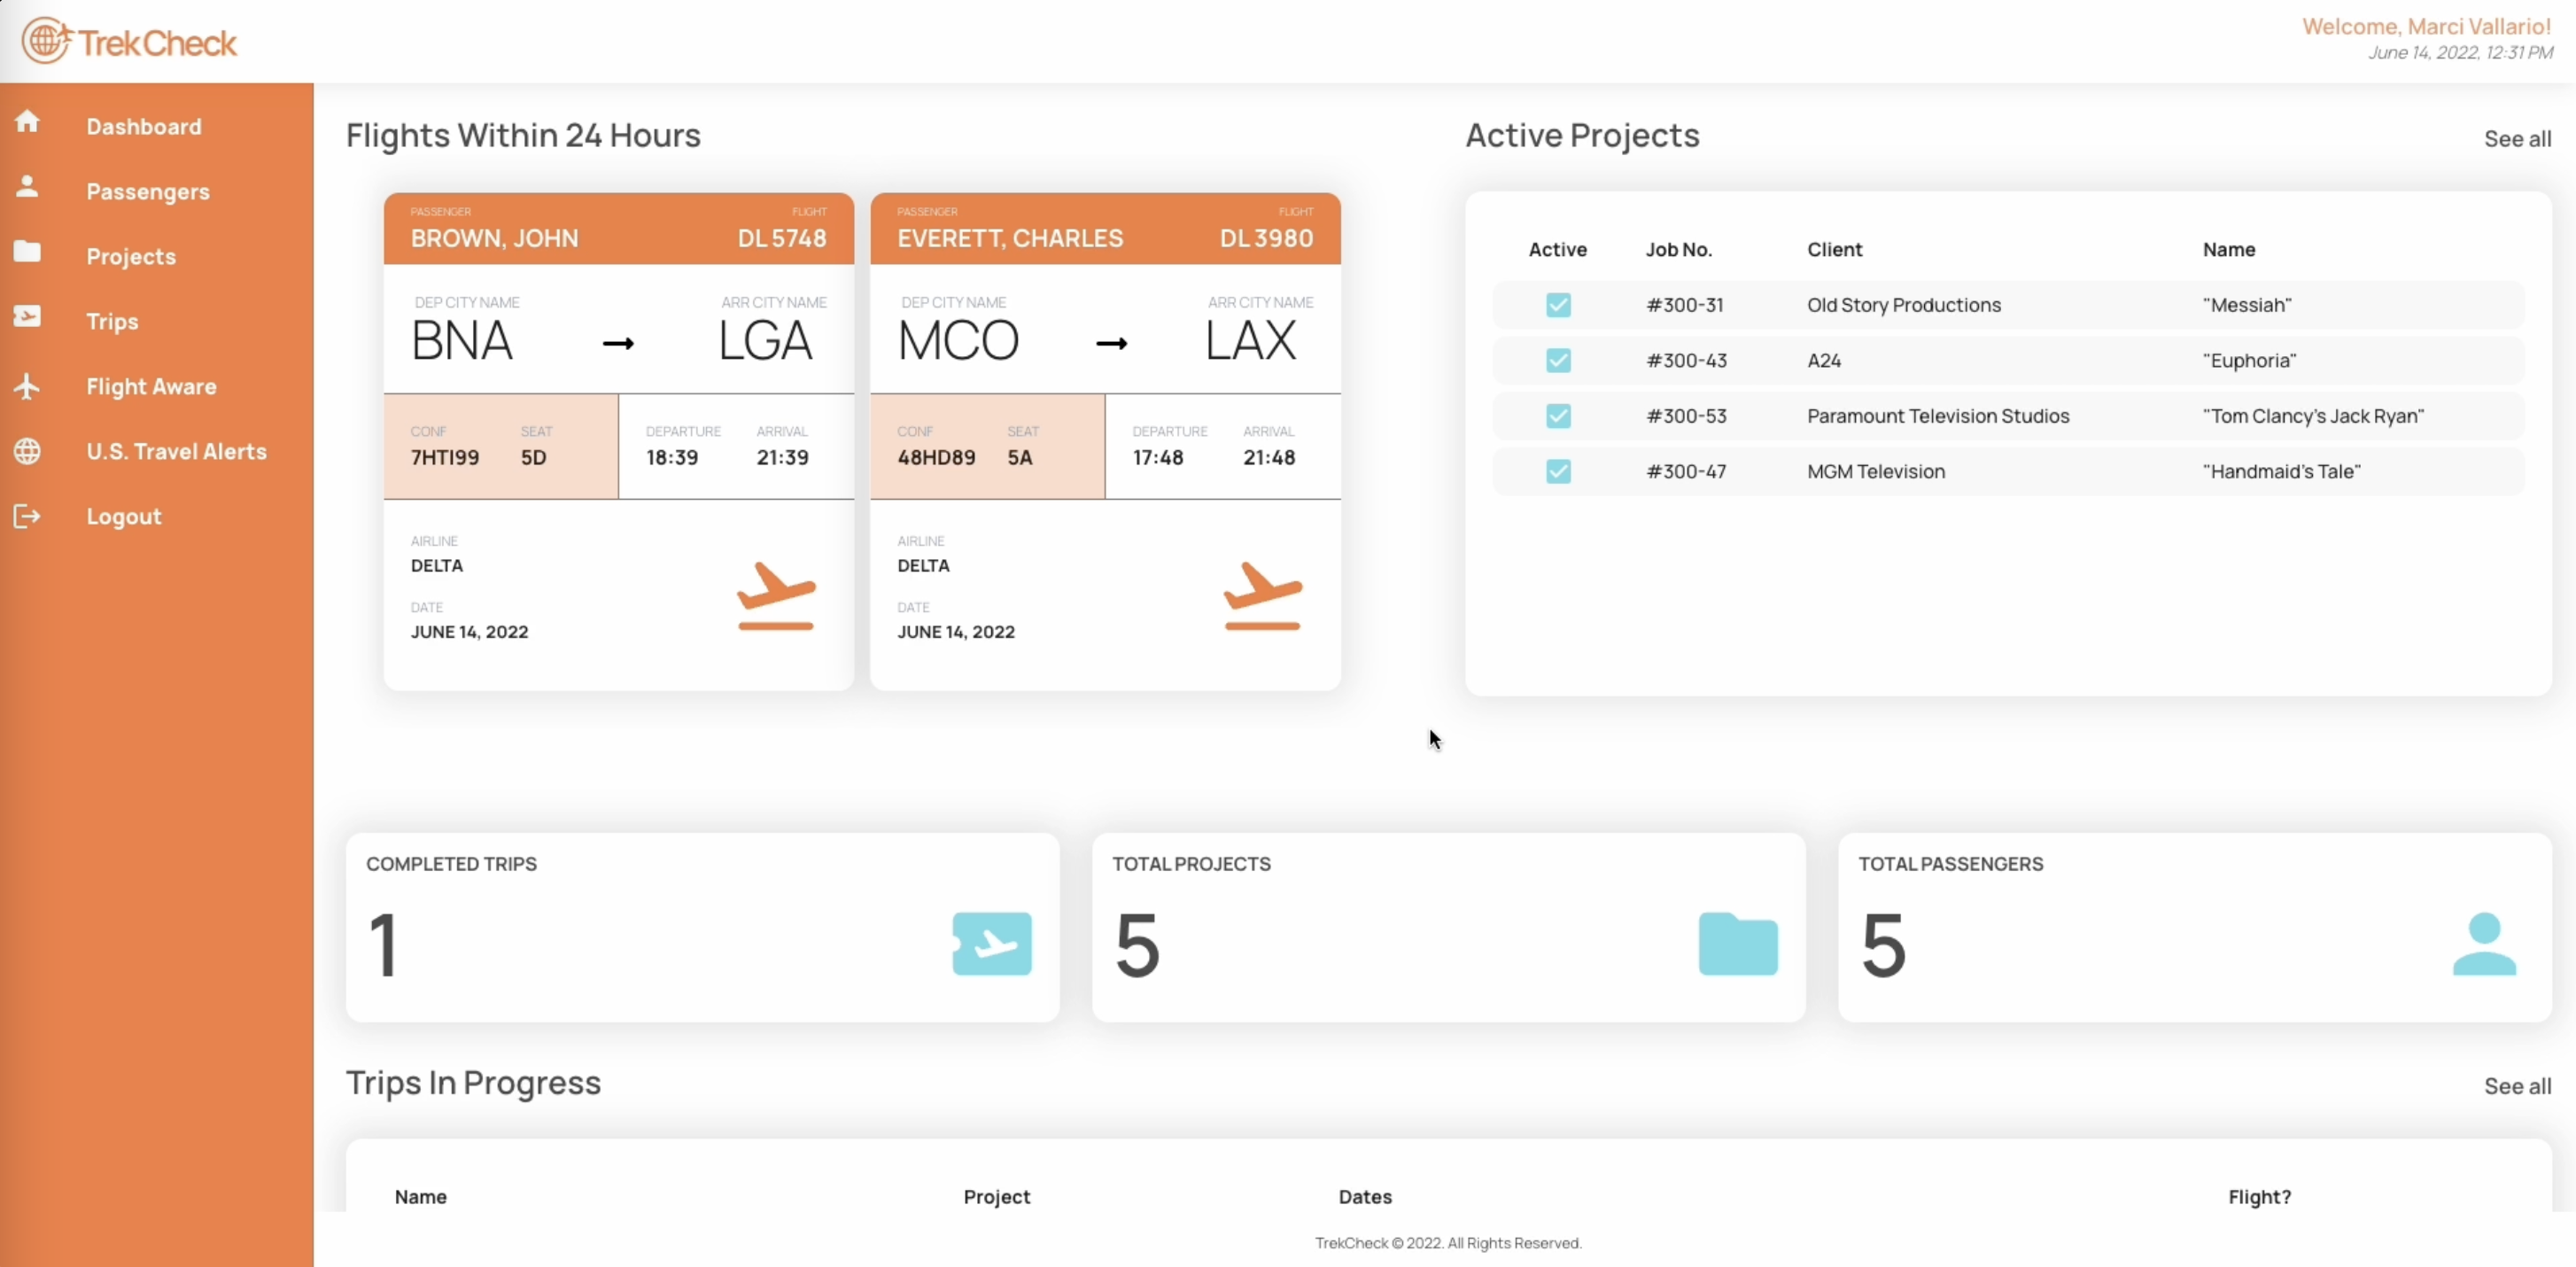 TrekCheck
Welcome, Marci Vallario!
June 14, 2022, 12:31 PM
Dashboard
Passengers
Projects
Trips
Flight Aware
U.S. Travel Alerts
Logout
Flights Within 24 Hours
PASSENGER FLIGHT
BROWN, JOHN DL 5748
DEP CITY NAME ARR CITY NAME
BNA → LGA
CONF SEAT DEPARTURE ARRIVAL
7HTI99 5D 18:39 21:39
AIRLINE
DELTA
DATE
JUNE 14, 2022
PASSENGER FLIGHT
EVERETT, CHARLES DL 3980
DEP CITY NAME ARR CITY NAME
MCO → LAX
CONF SEAT DEPARTURE ARRIVAL
48HD89 5A 17:48 21:48
AIRLINE
DELTA
DATE
JUNE 14, 2022
Active Projects See all
Active Job No. Client Name
#300-31 Old Story Productions "Messiah"
#300-43 A24 "Euphoria"
#300-53 Paramount Television Studios "Tom Clancy's Jack Ryan"
#300-47 MGM Television "Handmaid's Tale"
COMPLETED TRIPS
1
TOTAL PROJECTS
5
TOTAL PASSENGERS
5
Trips In Progress See all
Name Project Dates Flight?
TrekCheck © 2022. All Rights Reserved.